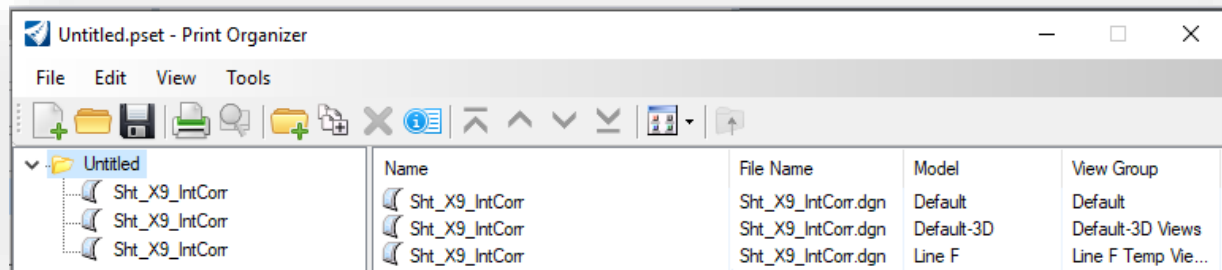 Untitled.pset - Print Organizer
File Edit View Tools
Untitled
Sht_X9_IntCorr
Sht_X9_IntCorr
Sht_X9_IntCorr
Name File Name Model View Group
Sht_X9_IntCorr Sht_X9_IntCorr.dgn Default Default
Sht_X9_IntCorr Sht_X9_IntCorr.dgn Default-3D Default-3D Views
Sht_X9_IntCorr Sht_X9_IntCorr.dgn Line F Line F Temp Vie...